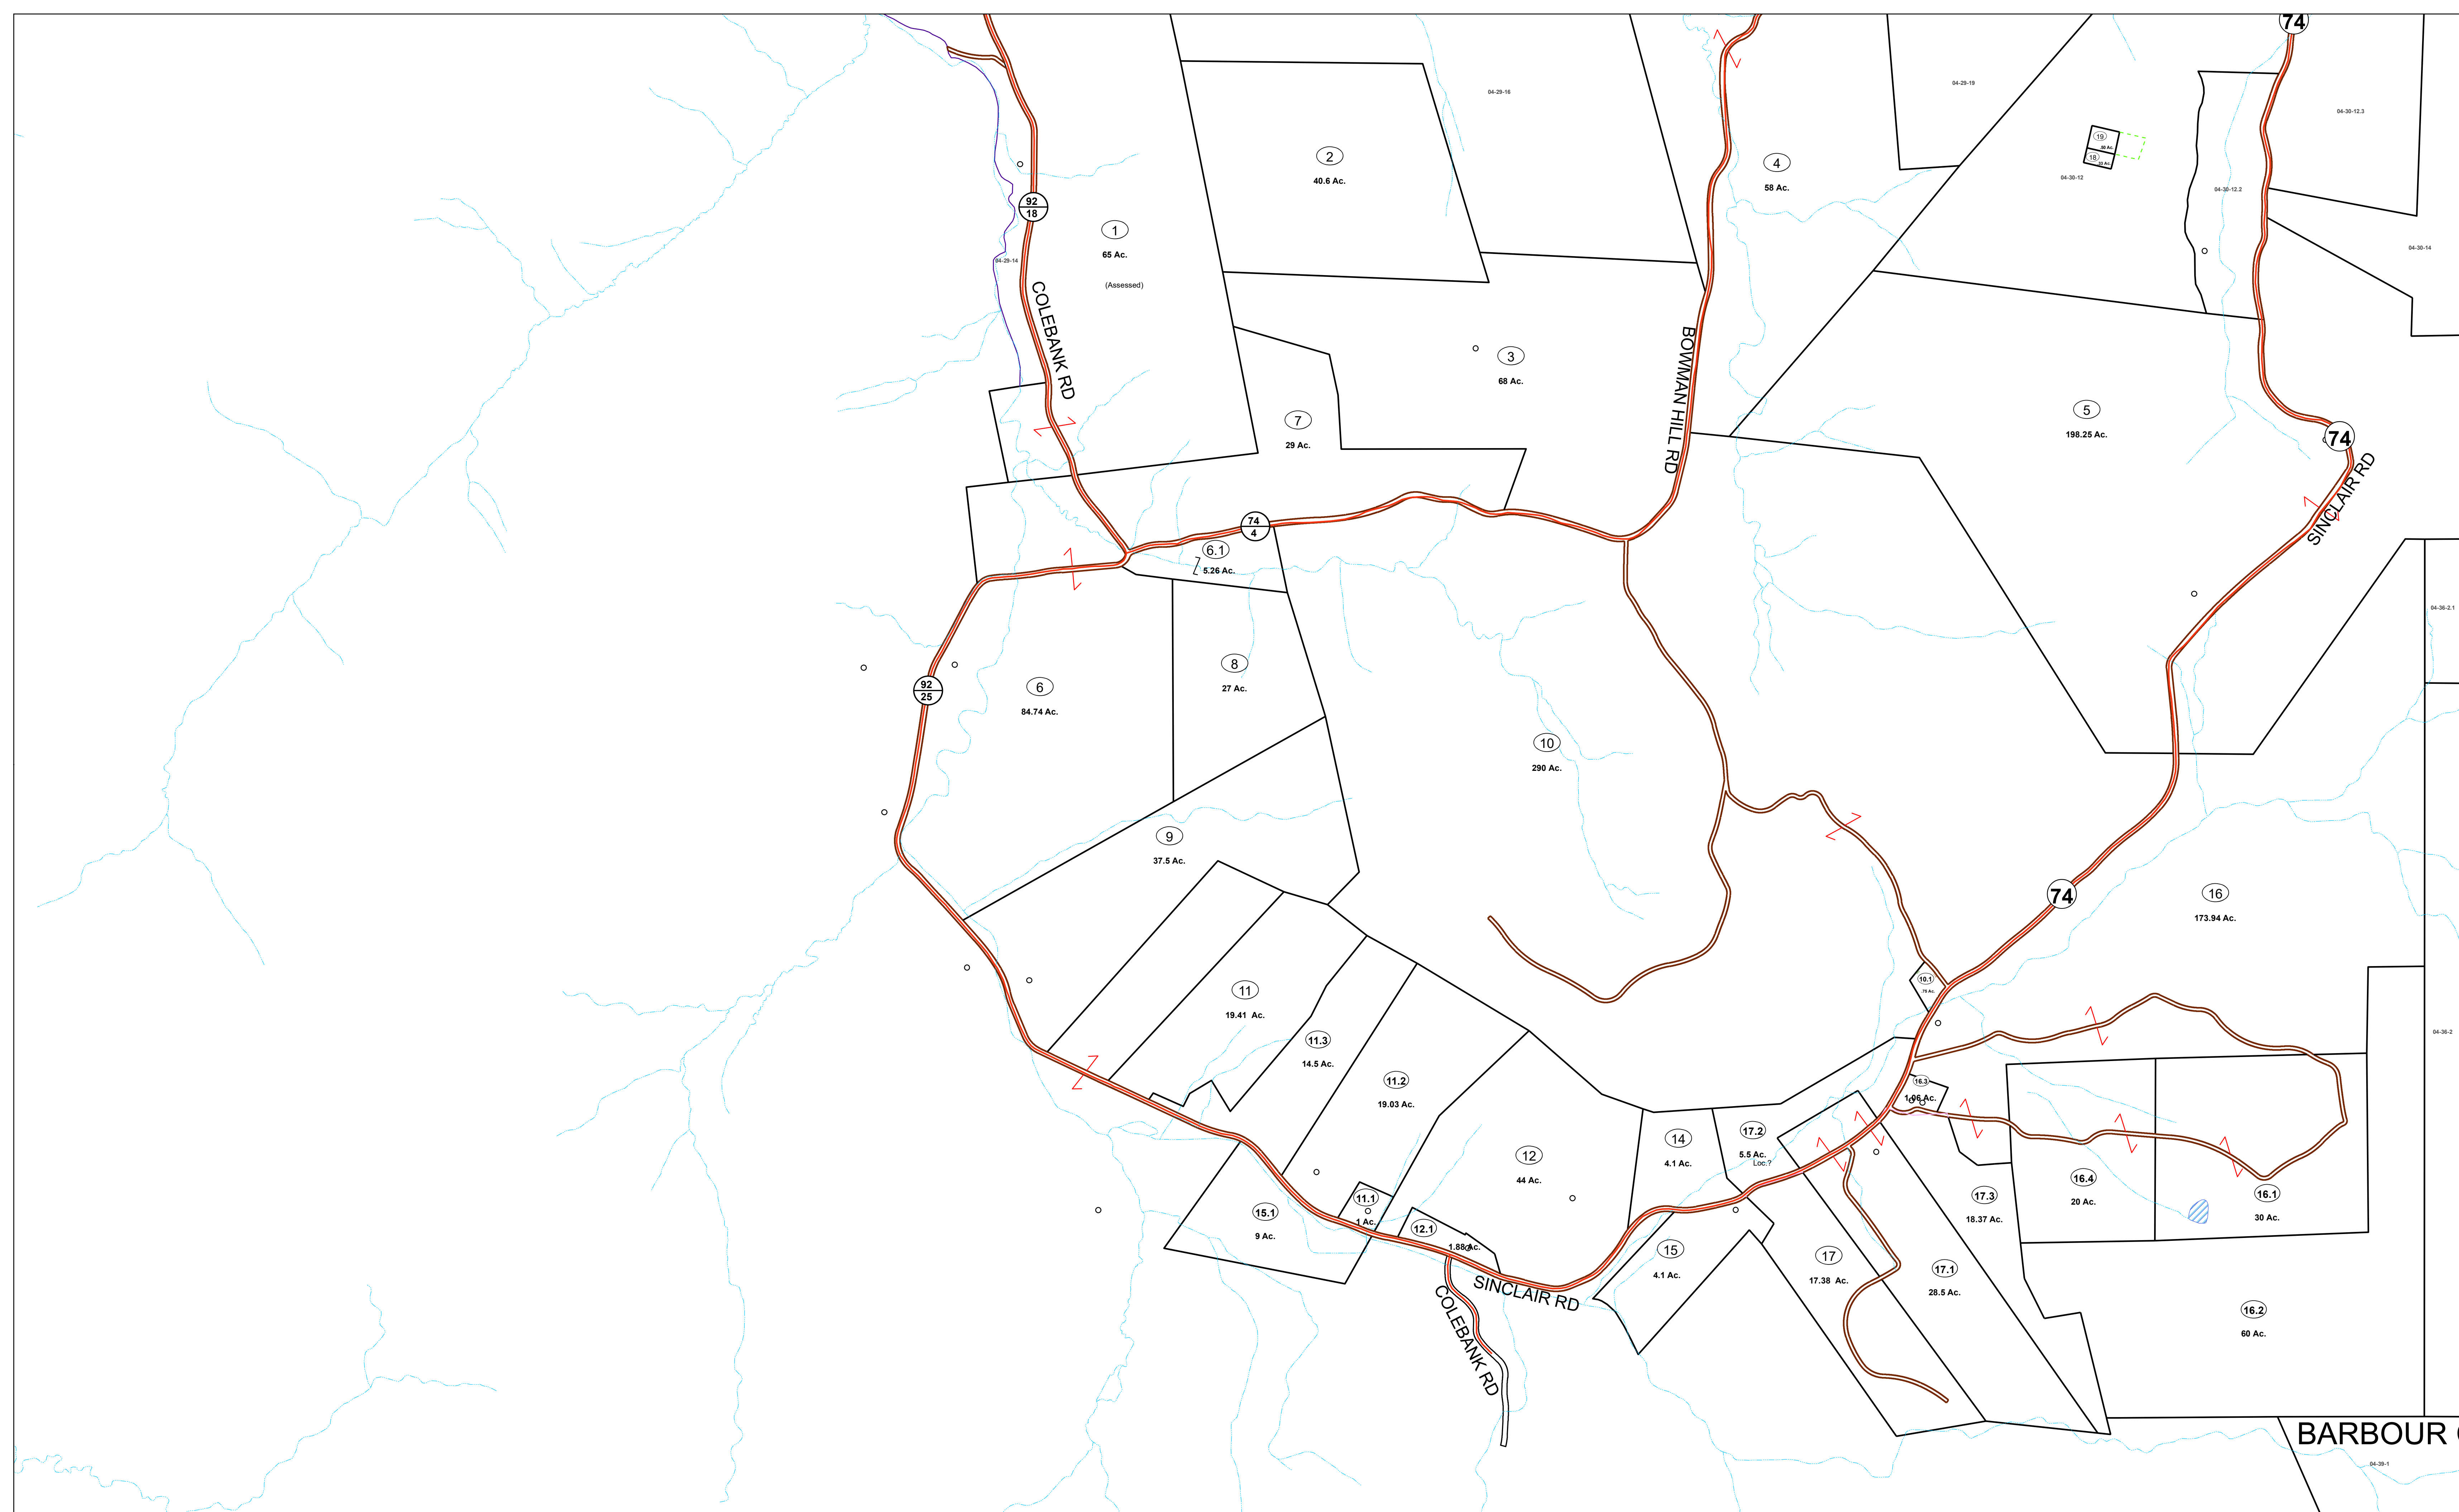 74
04-29-19
04-29-16
04-30-12.3
19
.50 Ac.
18
04-30-12
04-30-12.2
2
40.6 Ac.
4
58 Ac.
92
18
1
65 Ac.
(Assessed)
04-29-14
04-30-14
COLEBANK RD
BOWMAN HILL RD
3
68 Ac.
7
29 Ac.
5
198.25 Ac.
74
SINCLAIR RD
74
4
6.1
5.26 Ac.
04-36-2.1
8
27 Ac.
6
84.74 Ac.
92
25
10
290 Ac.
9
37.5 Ac.
74
16
173.94 Ac.
10.1
.79 Ac.
11
19.41 Ac.
11.3
14.5 Ac.
04-36-2
11.2
19.03 Ac.
16.3
1.06 Ac.
14
4.1 Ac.
17.2
5.5 Ac.
Loc.?
12
44 Ac.
16.4
20 Ac.
17.3
18.37 Ac.
16.1
30 Ac.
11.1
1 Ac.
15.1
9 Ac.
12.1
1.88 Ac.
15
4.1 Ac.
17
17.38 Ac.
17.1
28.5 Ac.
SINCLAIR RD
COLEBANK RD
16.2
60 Ac.
BARBOUR
04-39-1